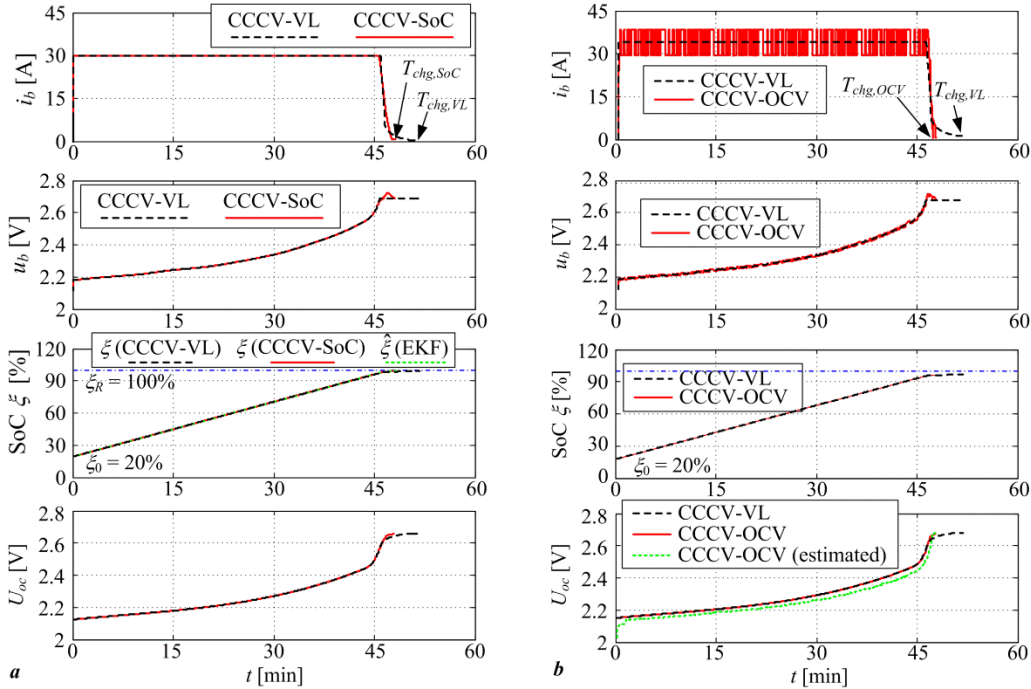 CCCV-VL CCCV-SoC
45
30
15
0
i_b [A]
T_chg,SoC
T_chg,VL
0 15 30 45 60
2.8
2.6
2.4
2.2
2
u_b [V]
CCCV-VL CCCV-SoC
0 15 30 45 60
120
90
60
30
0
SoC ξ [%]
ξ (CCCV-VL) ξ (CCCV-SoC) ξ̂ (EKF)
ξ_R = 100%
ξ_0 = 20%
0 15 30 45 60
2.8
2.6
2.4
2.2
2
U_oc [V]
0 15 30 45 60
a
t [min]
45
30
15
0
i_b [A]
CCCV-VL
CCCV-OCV
T_chg,OCV
T_chg,VL
0 15 30 45 60
2.8
2.6
2.4
2.2
2
u_b [V]
CCCV-VL
CCCV-OCV
0 15 30 45 60
120
90
60
30
0
SoC ξ [%]
CCCV-VL
CCCV-OCV
ξ_0 = 20%
0 15 30 45 60
2.8
2.6
2.4
2.2
2
U_oc [V]
CCCV-VL
CCCV-OCV
CCCV-OCV (estimated)
0 15 30 45 60
b
t [min]